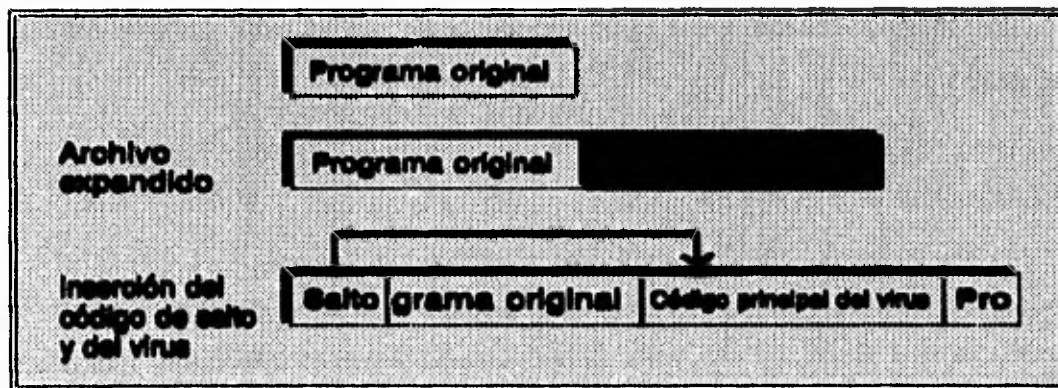 Programa original
Archivo
expandido
Programa original
Inserción del
código de salto
y del virus
Salto grama original Código principal del virus Pro